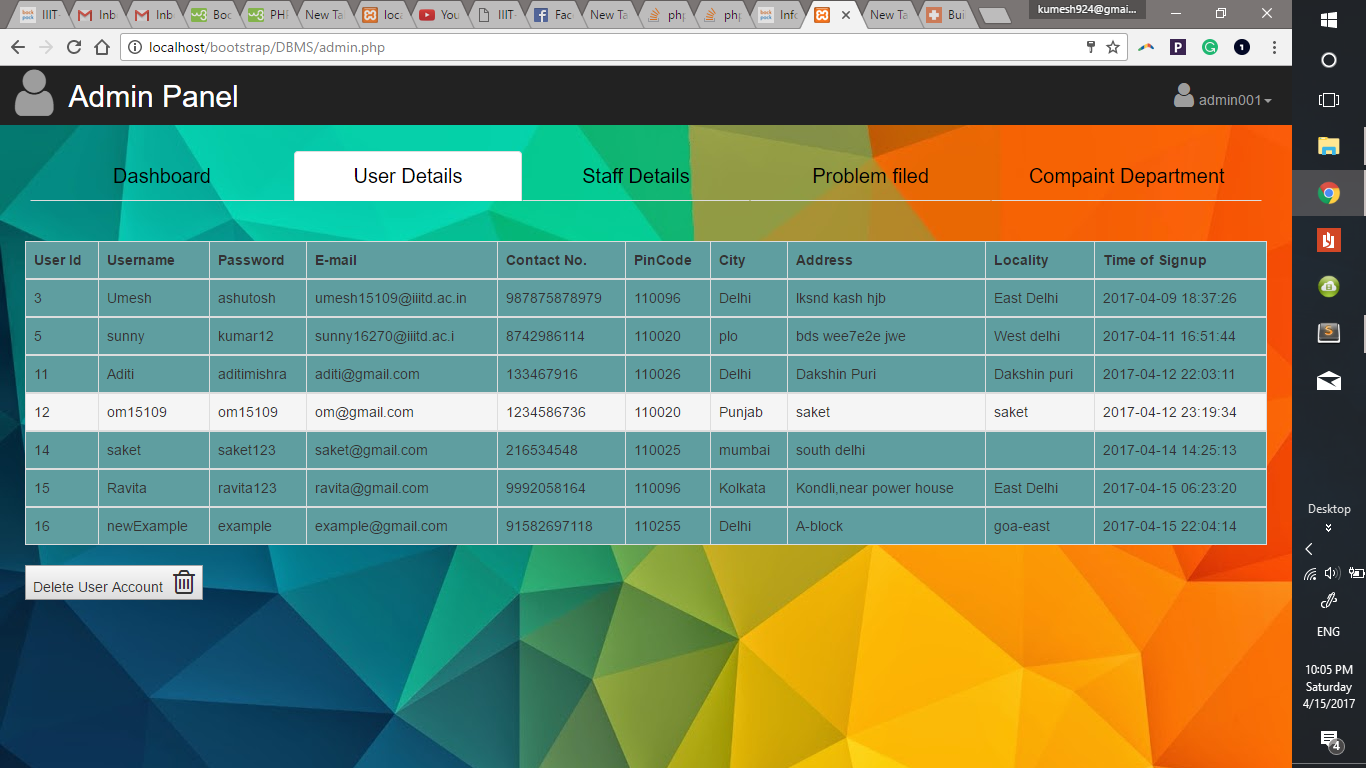 IIIT- Inb Inb Boo PHP New Ta loca You IIIT- Fac New Ta php php Info New Ta Bui kumesh924@gmai...
localhost/bootstrap/DBMS/admin.php
Admin Panel admin001
Dashboard User Details Staff Details Problem filed Compaint Department
User Id Username Password E-mail Contact No. PinCode City Address Locality Time of Signup
3 Umesh ashutosh umesh15109@iiitd.ac.in 987875878979 110096 Delhi lksnd kash hjb East Delhi 2017-04-09 18:37:26
5 sunny kumar12 sunny16270@iiitd.ac.i 8742986114 110020 plo bds wee7e2e jwe West delhi 2017-04-11 16:51:44
11 Aditi aditimishra aditi@gmail.com 133467916 110026 Delhi Dakshin Puri Dakshin puri 2017-04-12 22:03:11
12 om15109 om15109 om@gmail.com 1234586736 110020 Punjab saket saket 2017-04-12 23:19:34
14 saket saket123 saket@gmail.com 216534548 110025 mumbai south delhi 2017-04-14 14:25:13
15 Ravita ravita123 ravita@gmail.com 9992058164 110096 Kolkata Kondli,near power house East Delhi 2017-04-15 06:23:20
16 newExample example example@gmail.com 91582697118 110255 Delhi A-block goa-east 2017-04-15 22:04:14
Delete User Account
Desktop
ENG
10:05 PM
Saturday
4/15/2017
4